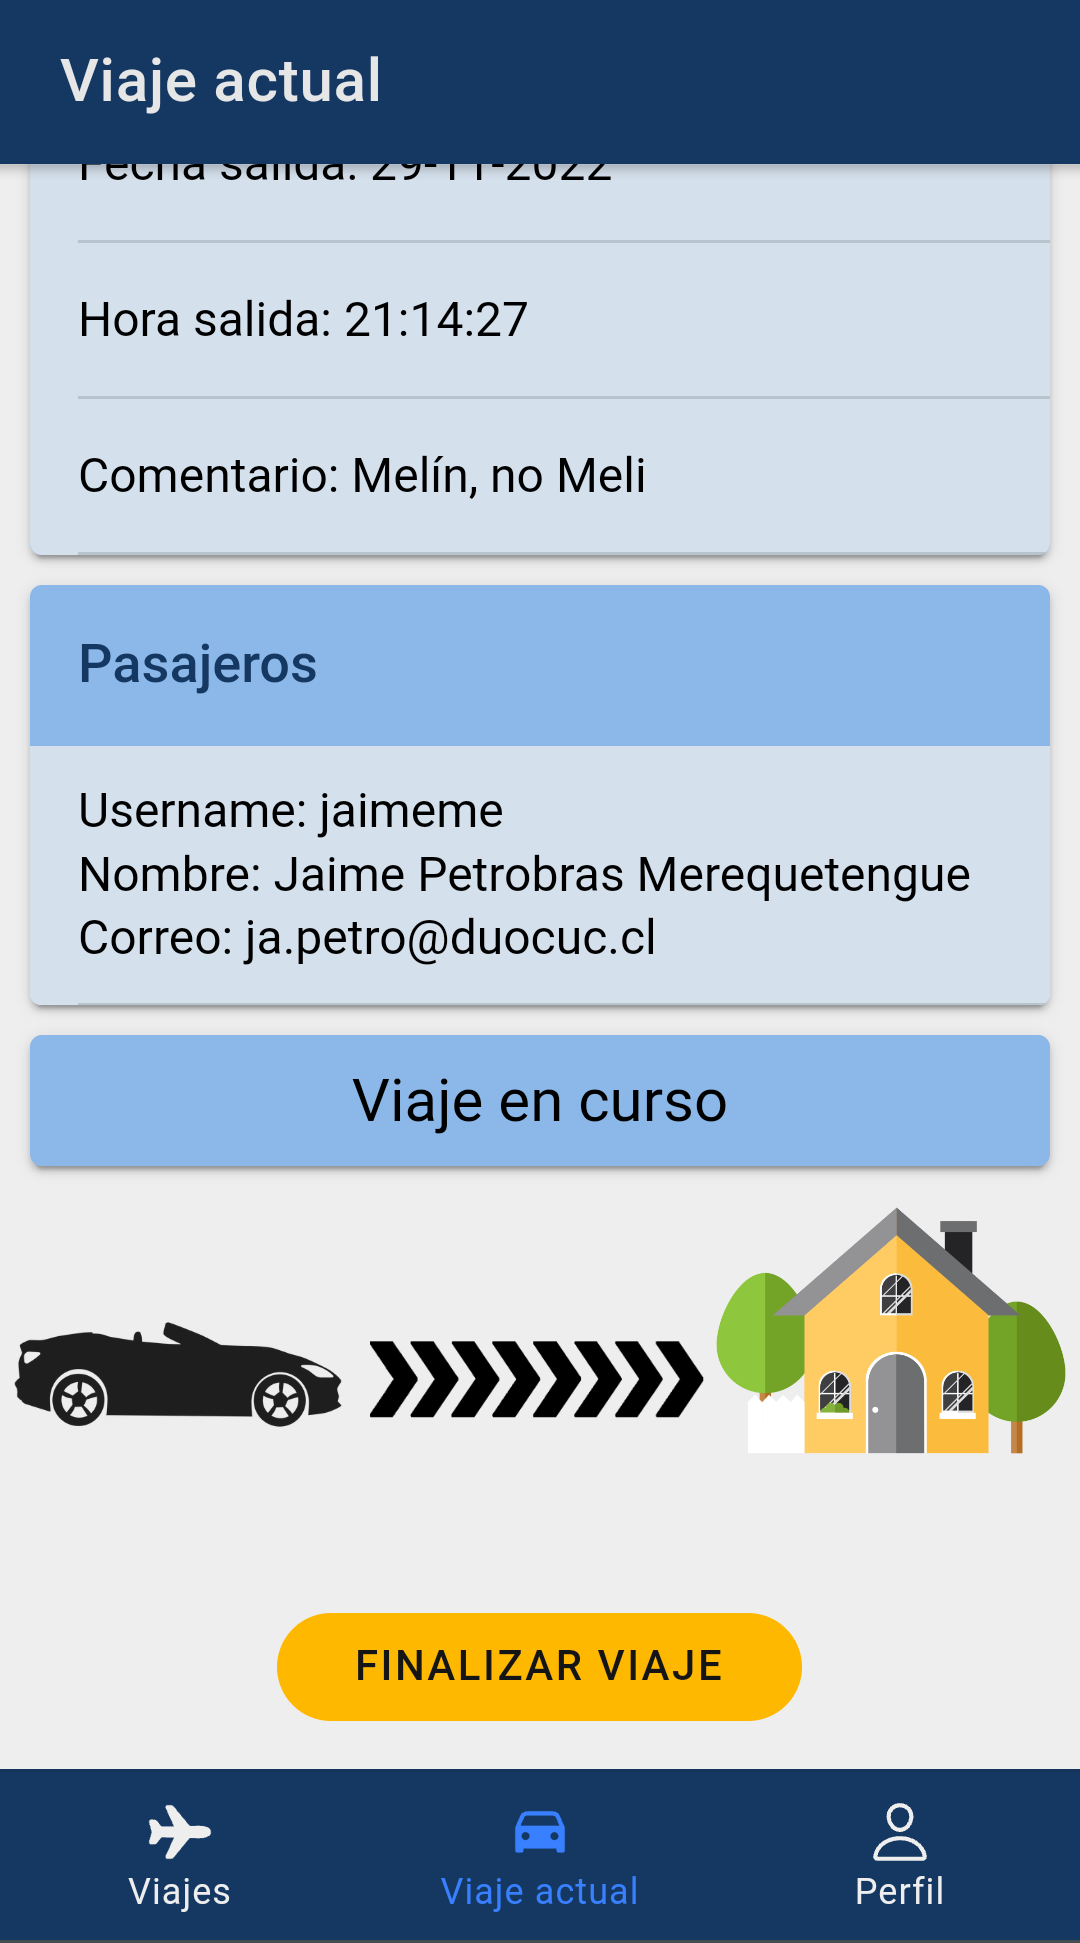 Viaje actual
Fecha salida: 29-11-2022
Hora salida: 21:14:27
Comentario: Melín, no Meli
Pasajeros
Username: jaimeme
Nombre: Jaime Petrobras Merequetengue
Correo: ja.petro@duocuc.cl
Viaje en curso
FINALIZAR VIAJE
Viajes
Viaje actual
Perfil